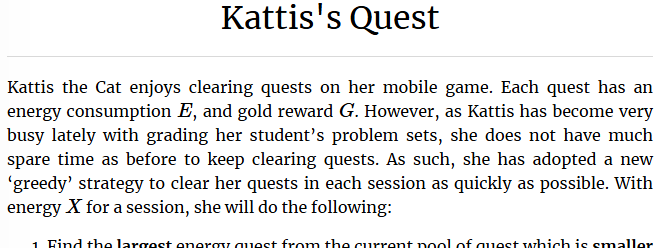 Kattis's Quest
Kattis the Cat enjoys clearing quests on her mobile game. Each quest has an
energy consumption E, and gold reward G. However, as Kattis has become very
busy lately with grading her student’s problem sets, she does not have much
spare time as before to keep clearing quests. As such, she has adopted a new
‘greedy’ strategy to clear her quests in each session as quickly as possible. With
energy X for a session, she will do the following:
1. Find the largest energy quest from the current pool of quest which is smaller